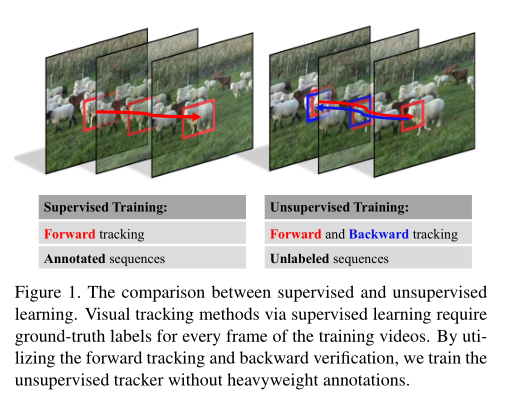 Supervised Training:
Forward tracking
Annotated sequences
Unsupervised Training:
Forward and Backward tracking
Unlabeled sequences
Figure 1. The comparison between supervised and unsupervised
learning. Visual tracking methods via supervised learning require
ground-truth labels for every frame of the training videos. By uti-
lizing the forward tracking and backward verification, we train the
unsupervised tracker without heavyweight annotations.